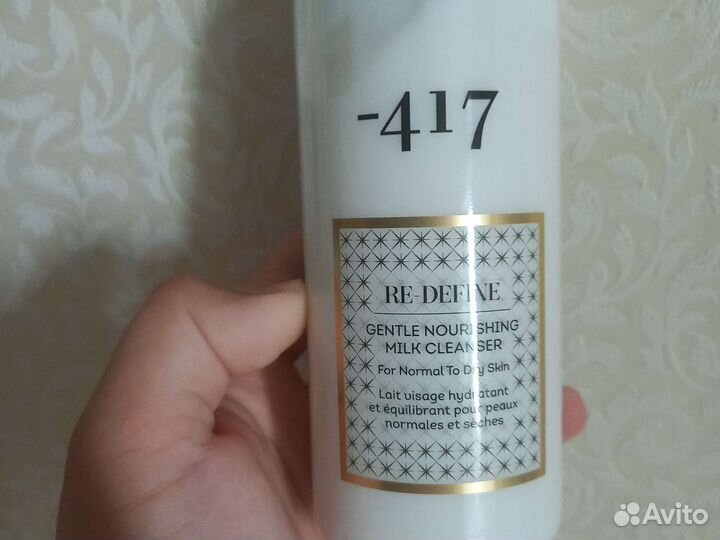 -417
RE-DEFINE
GENTLE NOURISHING
MILK CLEANSER
For Normal To Dry Skin
Lait visage hydratant
et équilibrant pour peaux
normales et sèches
Avito